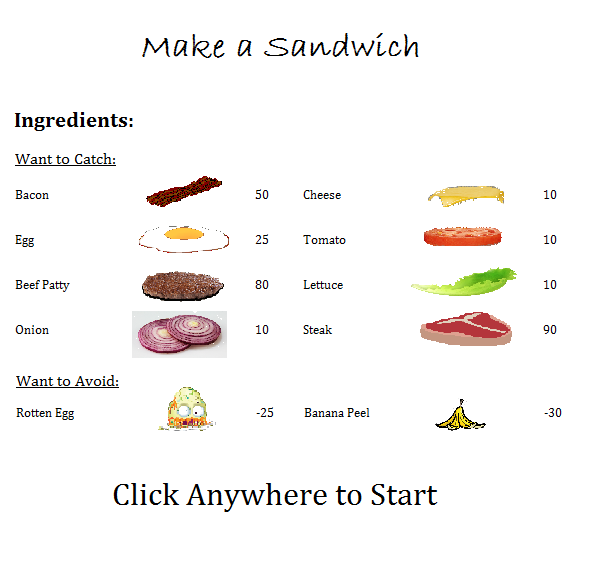 Make a Sandwich
Ingredients:
Want to Catch:
Bacon 50 Cheese 10
Egg 25 Tomato 10
Beef Patty 80 Lettuce 10
Onion 10 Steak 90
Want to Avoid:
Rotten Egg -25 Banana Peel -30
Click Anywhere to Start